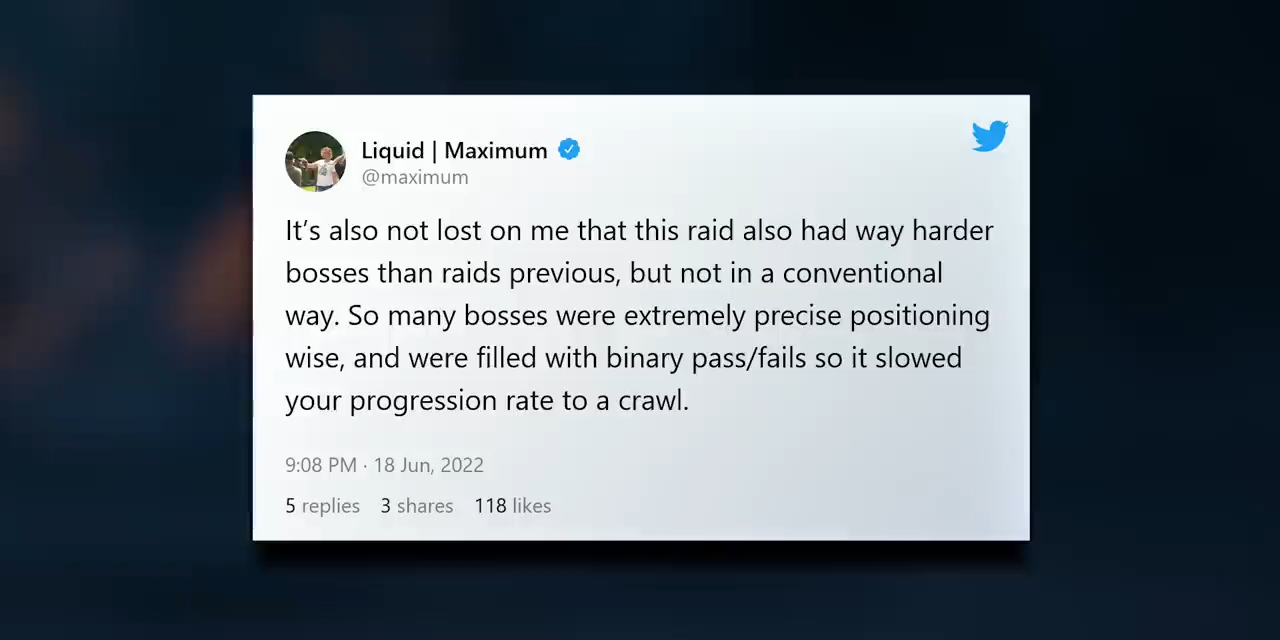 Liquid | Maximum
@maximum
It’s also not lost on me that this raid also had way harder
bosses than raids previous, but not in a conventional
way. So many bosses were extremely precise positioning
wise, and were filled with binary pass/fails so it slowed
your progression rate to a crawl.
9:08 PM · 18 Jun, 2022
5 replies 3 shares 118 likes